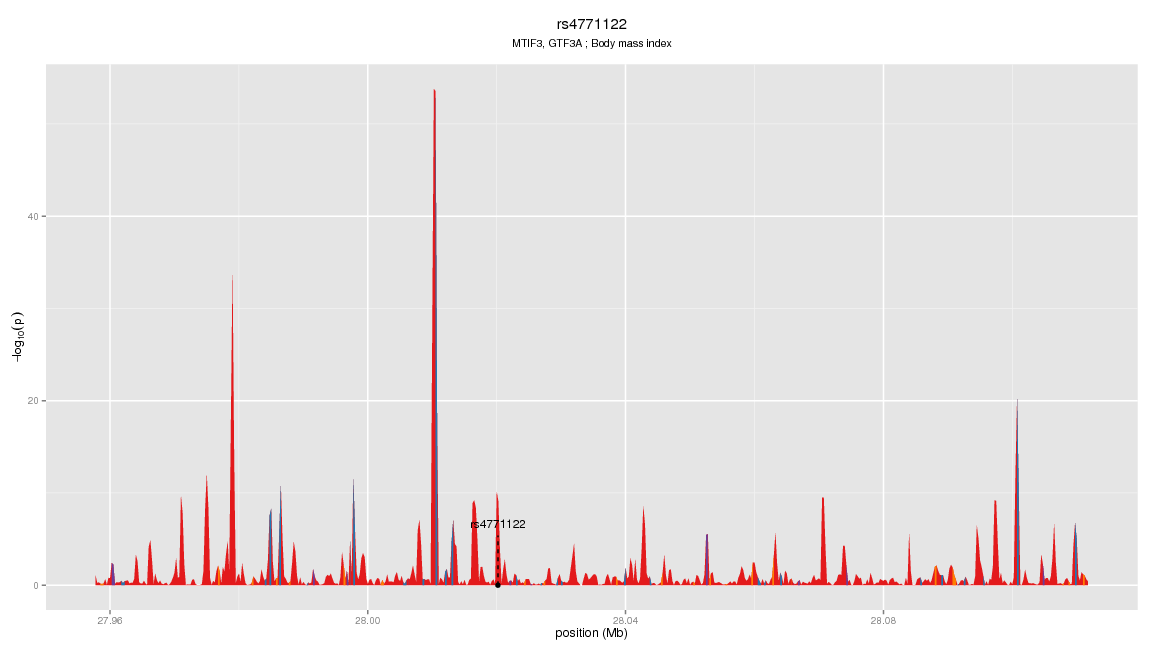 rs4771122
MTIF3, GTF3A ; Body mass index
−log10(p)
40
20
0
rs4771122
27.96
28.00
28.04
28.08
position (Mb)